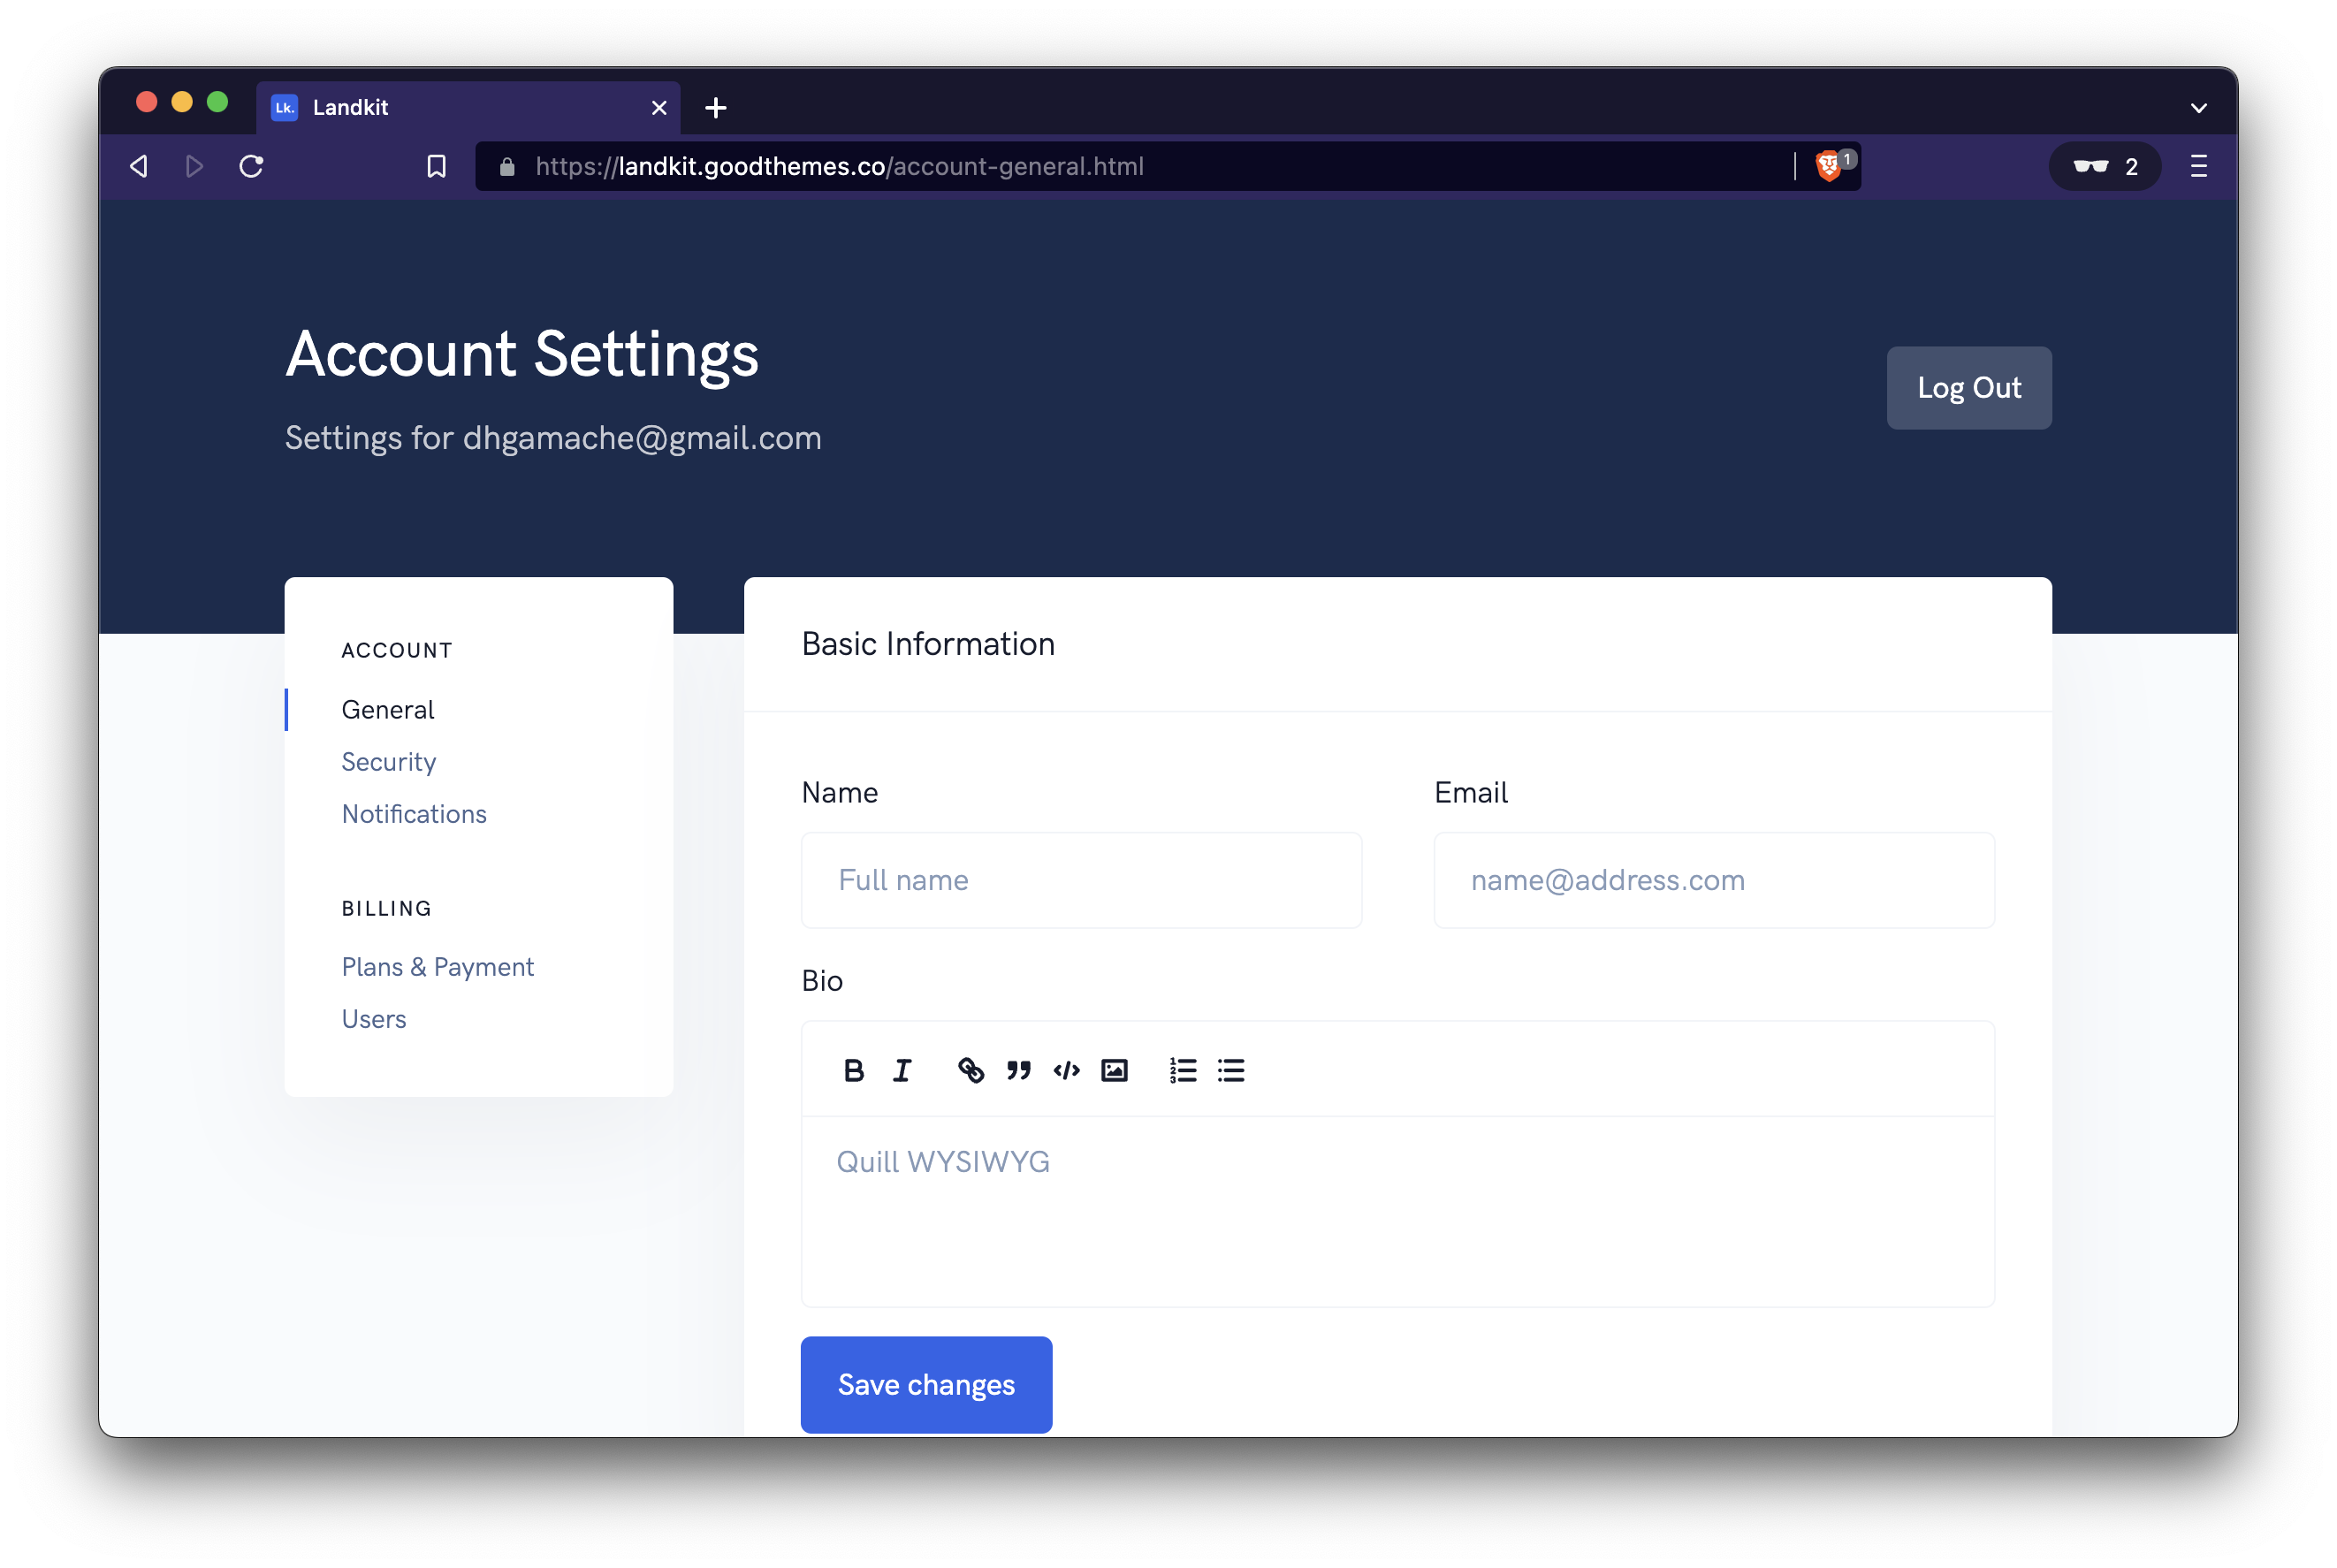 Lk. Landkit
https://landkit.goodthemes.co/account-general.html
1
2
Account Settings
Settings for dhgamache@gmail.com
Log Out
ACCOUNT
General
Security
Notifications
BILLING
Plans & Payment
Users
Basic Information
Name
Email
Full name
name@address.com
Bio
Quill WYSIWYG
Save changes